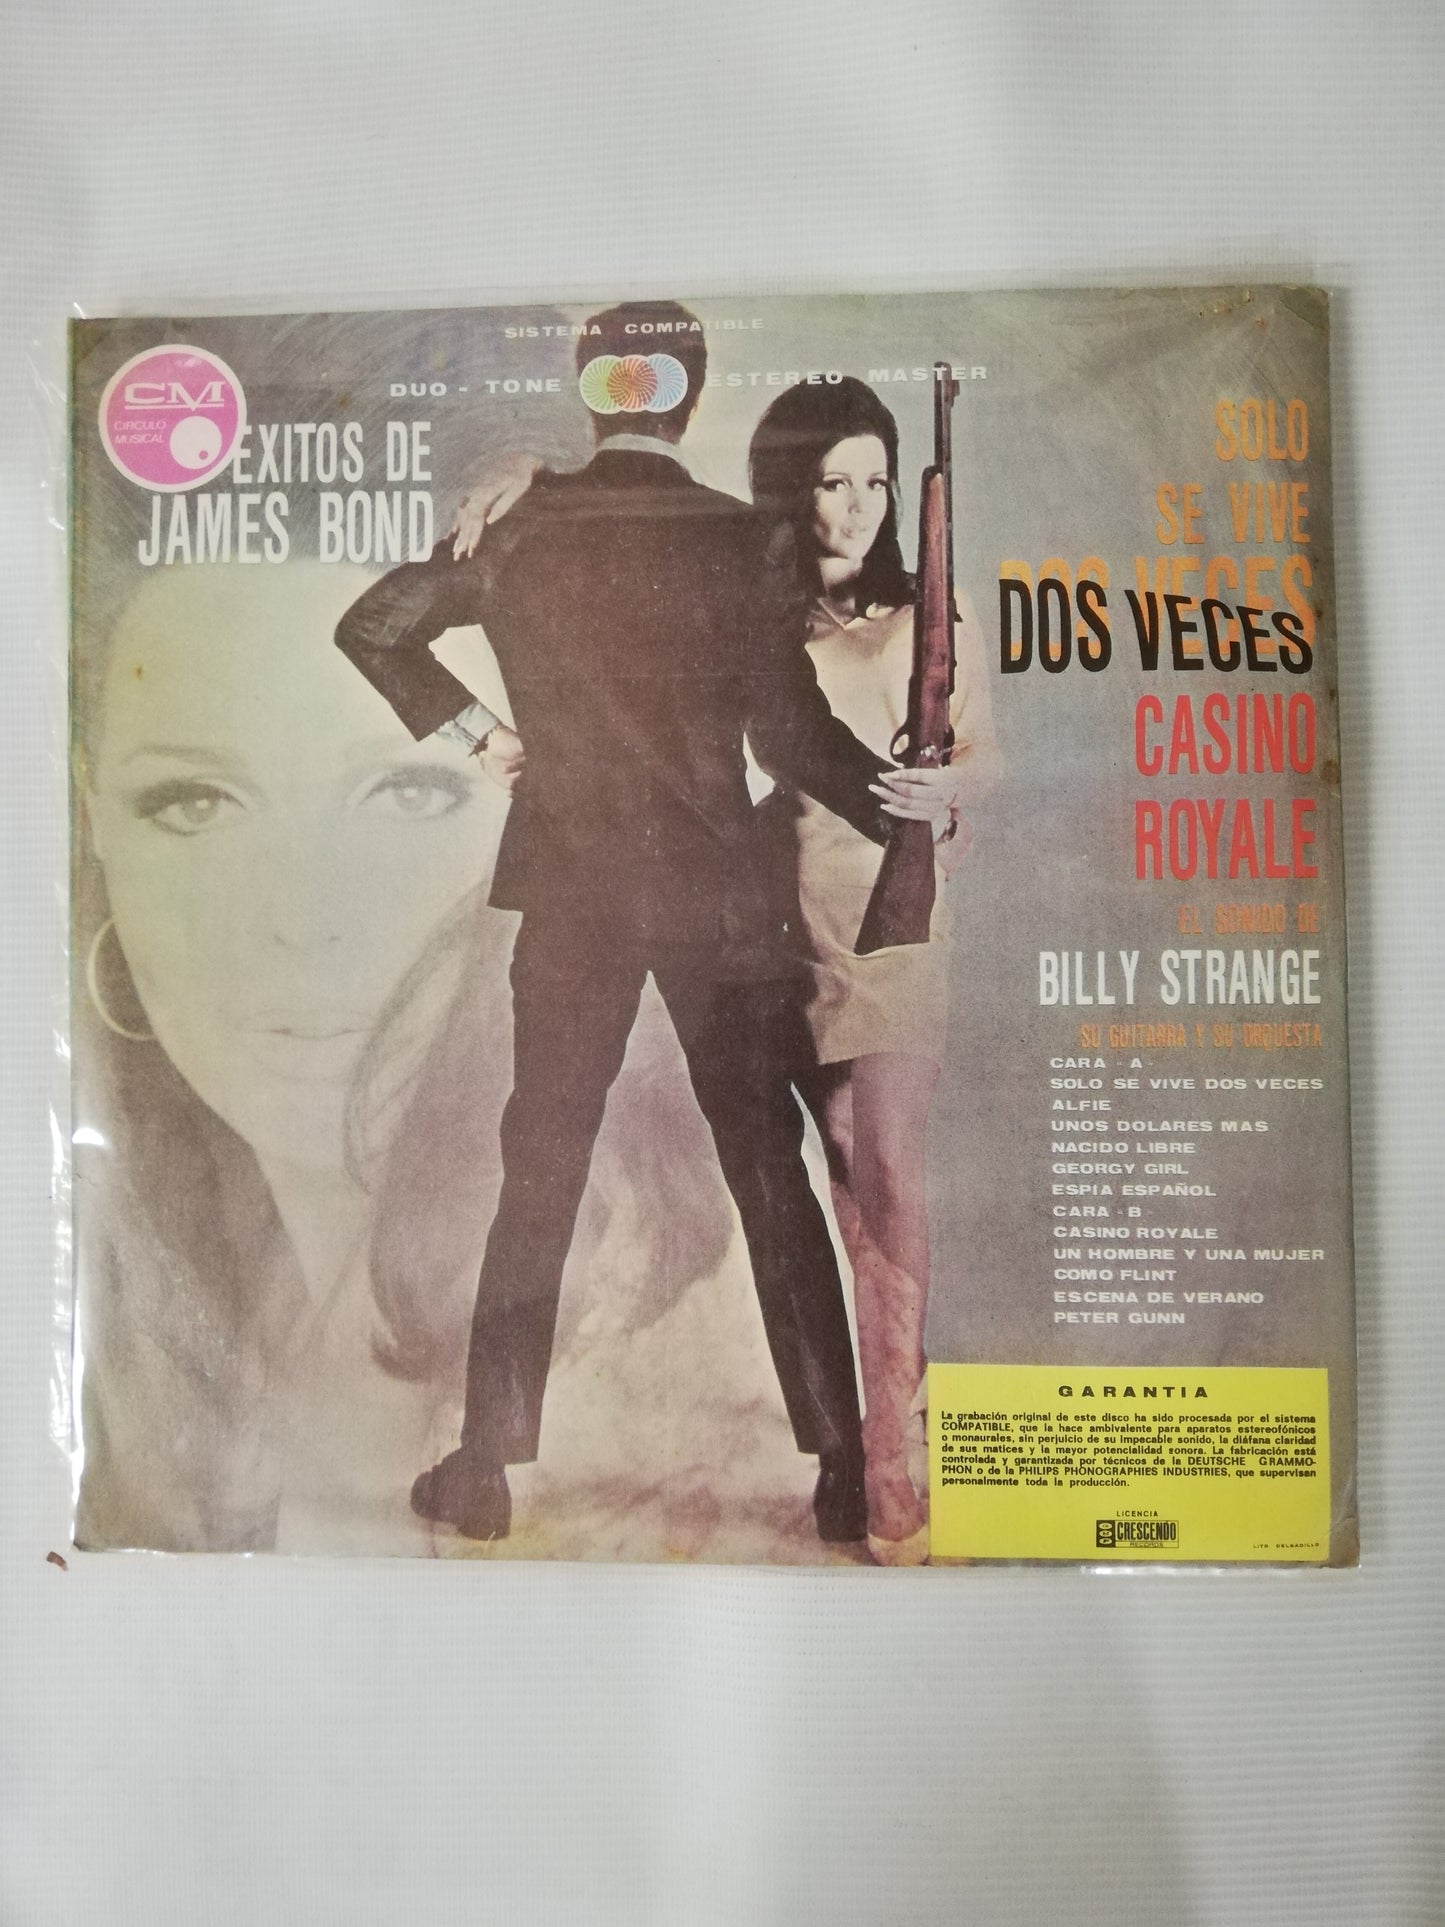 SISTEMA COMPATIBLE
DUO - TONE ESTEREO MASTER
CM
CIRCULO
MUSICAL
EXITOS DE
JAMES BOND
SOLO
SE VIVE
DOS VECES
DOS VECES
CASINO
ROYALE
EL SONIDO DE
BILLY STRANGE
SU GUITARRA Y SU ORQUESTA
CARA - A -
SOLO SE VIVE DOS VECES
ALFIE
UNOS DOLARES MAS
NACIDO LIBRE
GEORGY GIRL
ESPIA ESPAÑOL
CARA - B -
CASINO ROYALE
UN HOMBRE Y UNA MUJER
COMO FLINT
ESCENA DE VERANO
PETER GUNN
GARANTIA
La grabación original de este disco ha sido procesada por el sistema
COMPATIBLE, que la hace ambivalente para aparatos estereofónicos
o monaurales, sin perjuicio de su impecable sonido, la diáfana claridad
de sus matices y la mayor potencialidad sonora. La fabricación está
controlada y garantizada por técnicos de la DEUTSCHE GRAMMO-
PHON o de la PHILIPS PHONOGRAPHIES INDUSTRIES, que supervisan
personalmente toda la producción.
LICENCIA
CRESCENDO
RECORDS
LITO. DELGADILLO